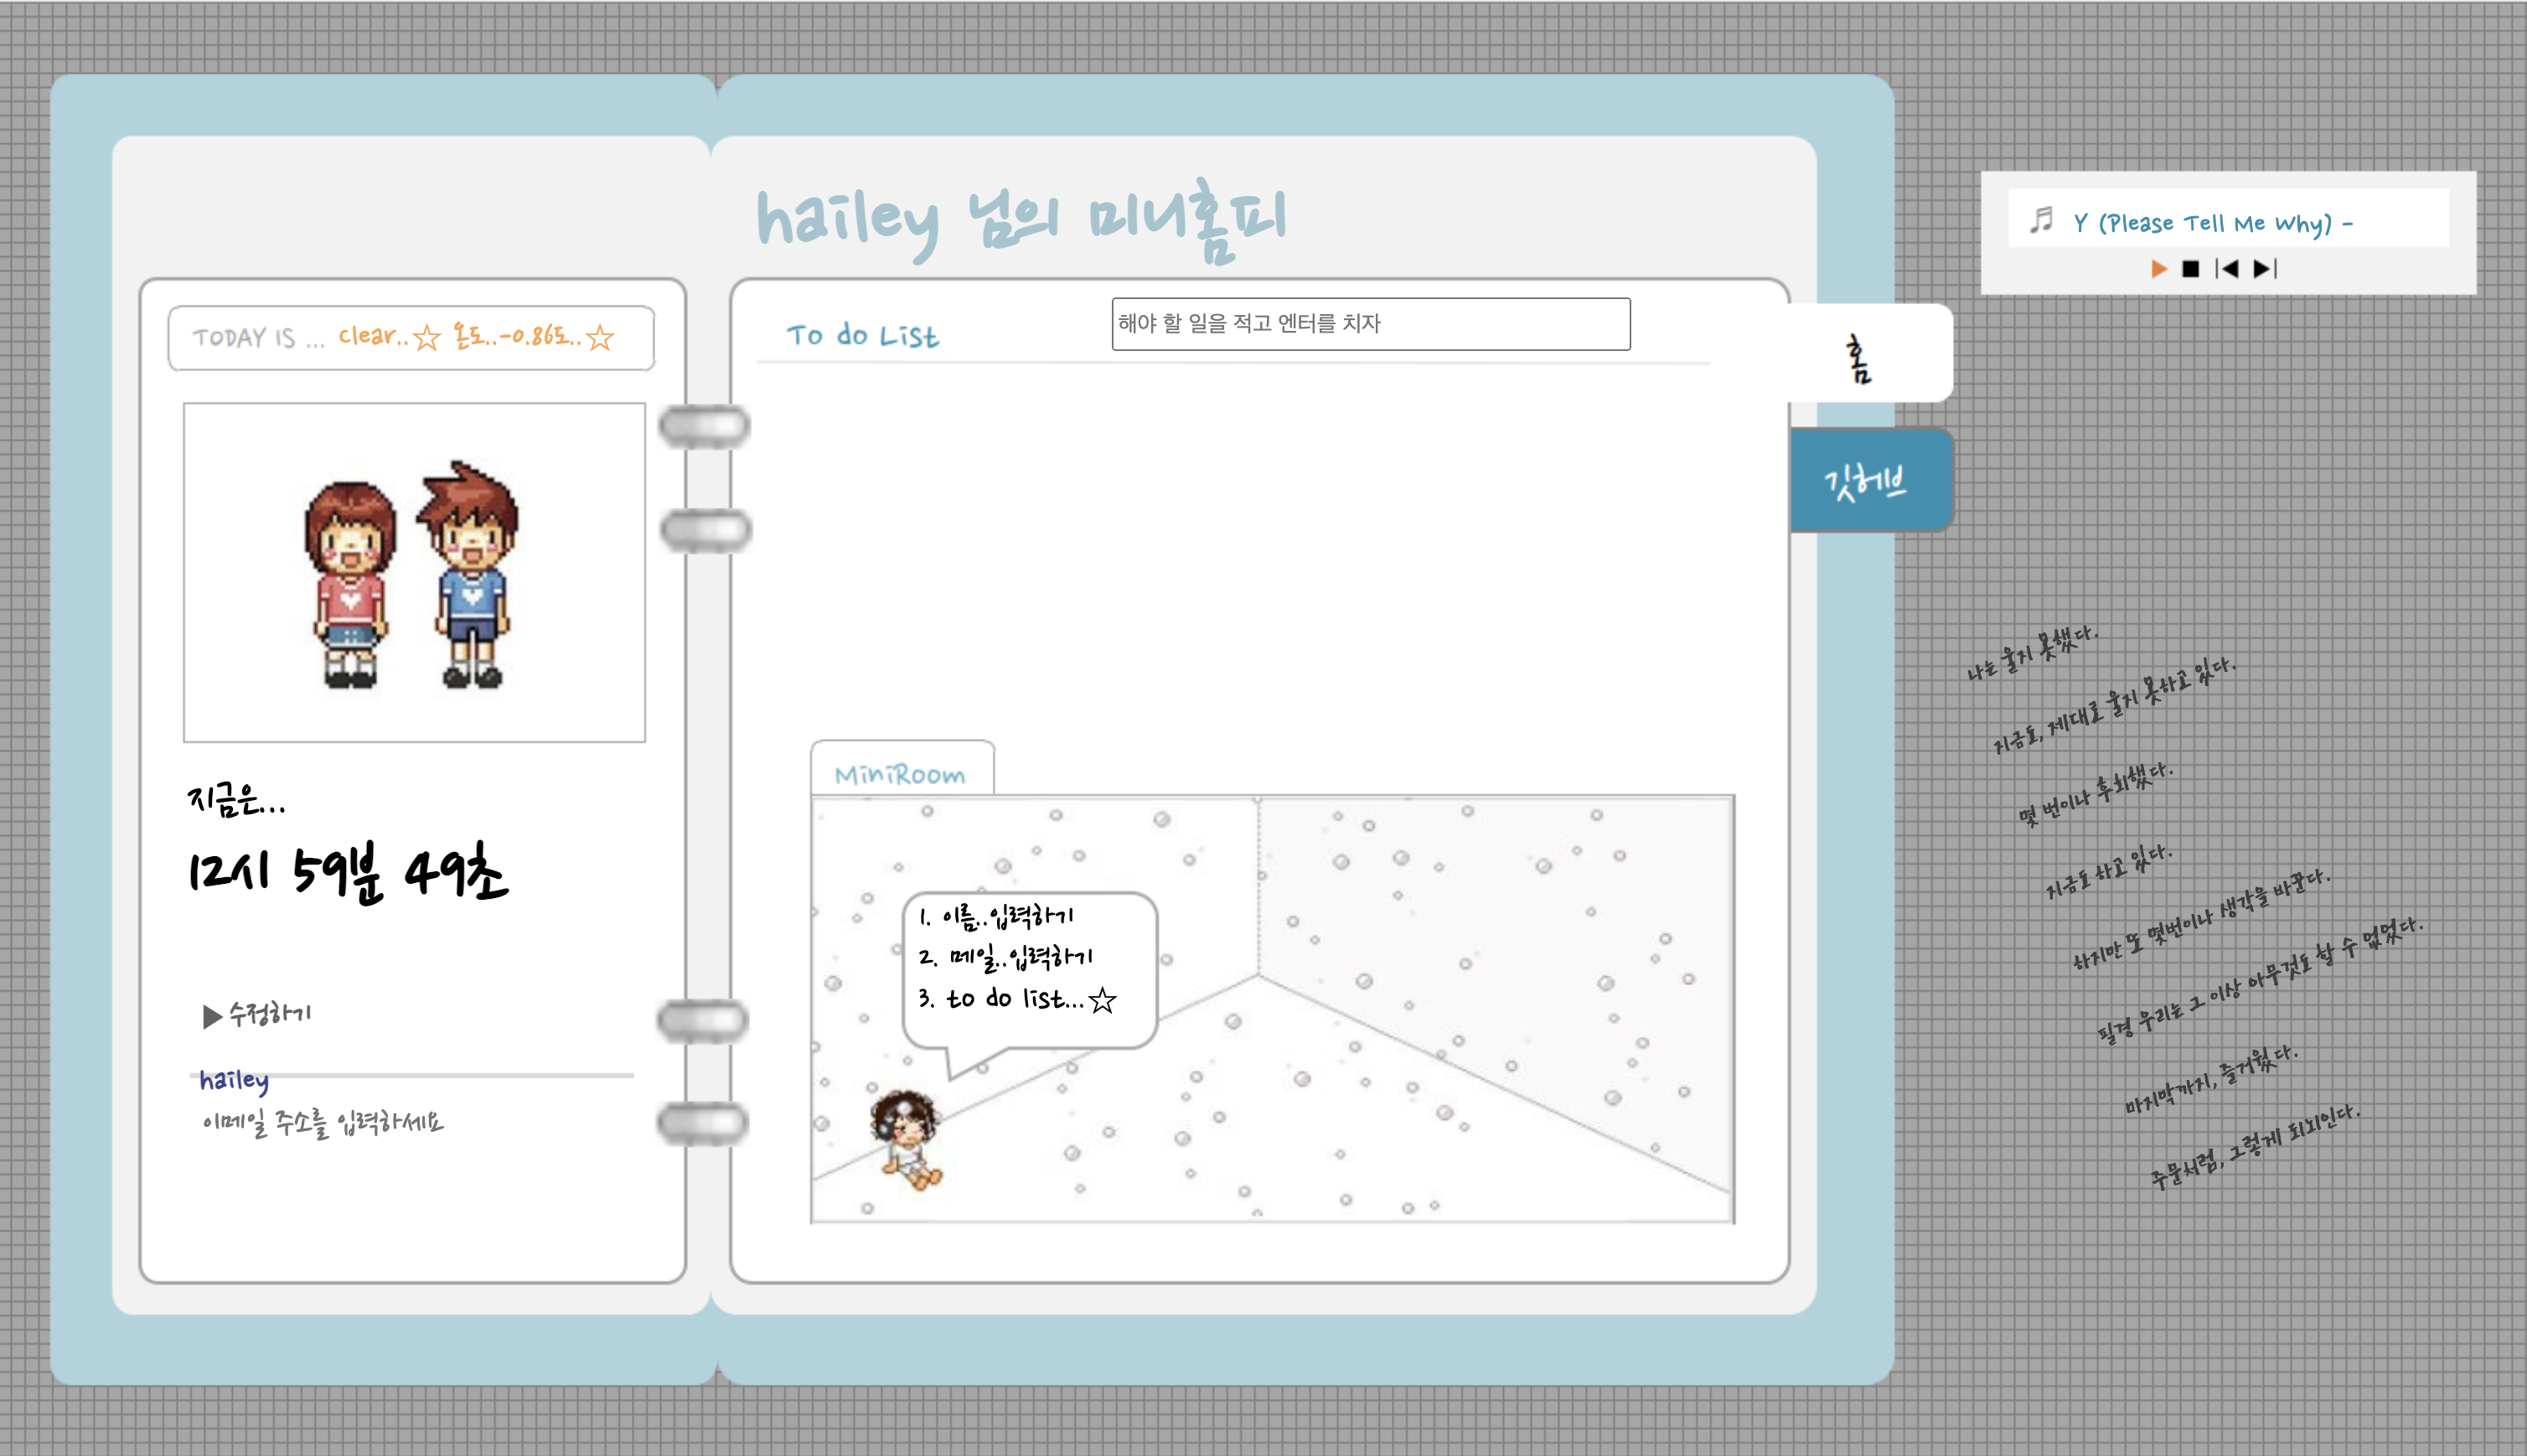 hailey 님의 미니홈피
TODAY IS ... clear..☆ 온도..-0.86도..☆
지금은...
12시 59분 49초
▶수정하기
hailey
이메일 주소를 입력하세요
To do List
해야 할 일을 적고 엔터를 치자
MiniRoom
1. 이름..입력하기
2. 메일..입력하기
3. to do list...☆
홈
깃허브
Y (Please Tell Me Why) -
나는 울지 못했다.
지금도, 제대로 울지 못하고 있다.
몇 번이나 후회했다.
지금도 하고 있다.
하지만 또 몇번이나 생각을 바꾼다.
필경 우리는 그 이상 아무것도 할 수 없었다.
마지막까지, 즐거웠다.
주문처럼, 그렇게 되뇌인다.